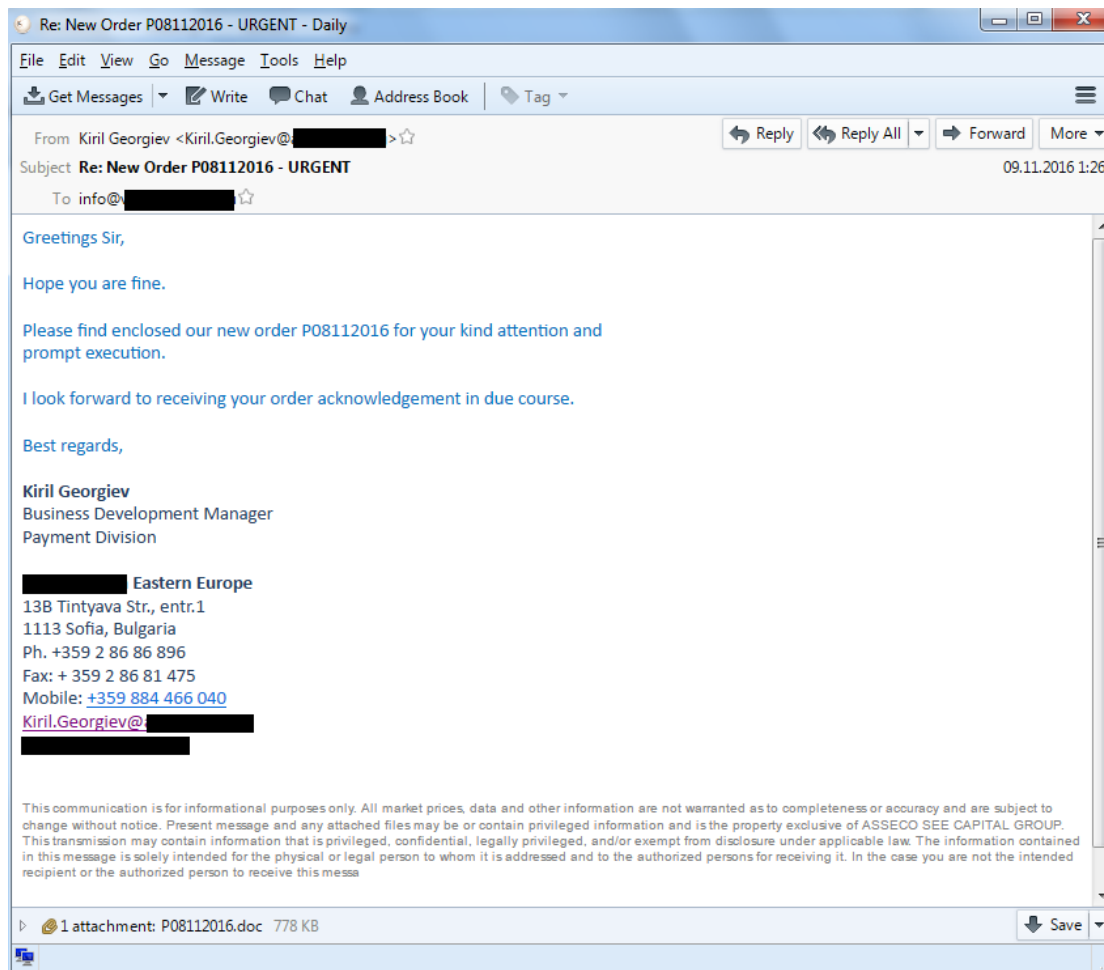 Re: New Order P08112016 - URGENT - Daily
File Edit View Go Message Tools Help
Get Messages Write Chat Address Book Tag
From Kiril Georgiev <Kiril.Georgiev@ > Reply Reply All Forward More
Subject Re: New Order P08112016 - URGENT 09.11.2016 1:26
To info@
Greetings Sir,
Hope you are fine.
Please find enclosed our new order P08112016 for your kind attention and
prompt execution.
I look forward to receiving your order acknowledgement in due course.
Best regards,
Kiril Georgiev
Business Development Manager
Payment Division
Eastern Europe
13B Tintyava Str., entr.1
1113 Sofia, Bulgaria
Ph. +359 2 86 86 896
Fax: + 359 2 86 81 475
Mobile: +359 884 466 040
Kiril.Georgiev@
This communication is for informational purposes only. All market prices, data and other information are not warranted as to completeness or accuracy and are subject to
change without notice. Present message and any attached files may be or contain privileged information and is the property exclusive of ASSECO SEE CAPITAL GROUP.
This transmission may contain information that is privileged, confidential, legally privileged, and/or exempt from disclosure under applicable law. The information contained
in this message is solely intended for the physical or legal person to whom it is addressed and to the authorized persons for receiving it. In the case you are not the intended
recipient or the authorized person to receive this messa
1 attachment: P08112016.doc 778 KB Save